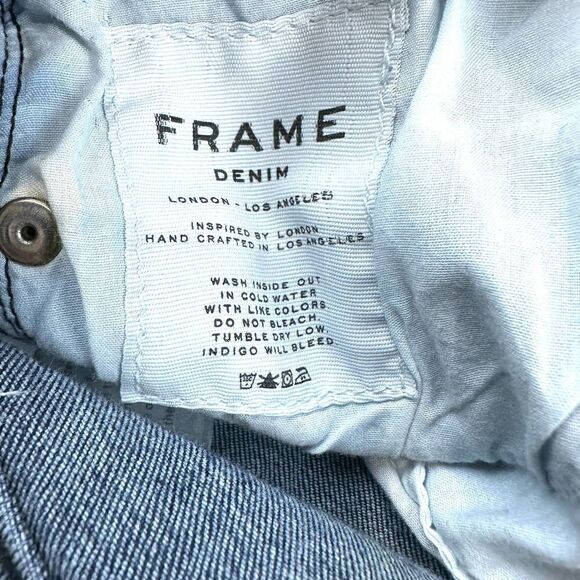 FRAME
DENIM
LONDON - LOS ANGELES
INSPIRED BY LONDON
HAND CRAFTED IN LOS ANGELES
WASH INSIDE OUT
IN COLD WATER
WITH LIKE COLORS
DO NOT BLEACH.
TUMBLE DRY LOW.
INDIGO WILL BLEED